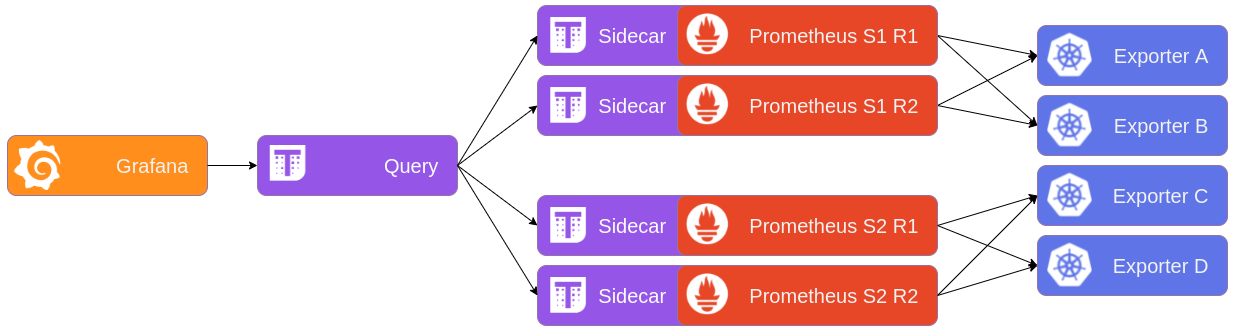 Grafana
Query
Sidecar Prometheus S1 R1
Sidecar Prometheus S1 R2
Sidecar Prometheus S2 R1
Sidecar Prometheus S2 R2
Exporter A
Exporter B
Exporter C
Exporter D